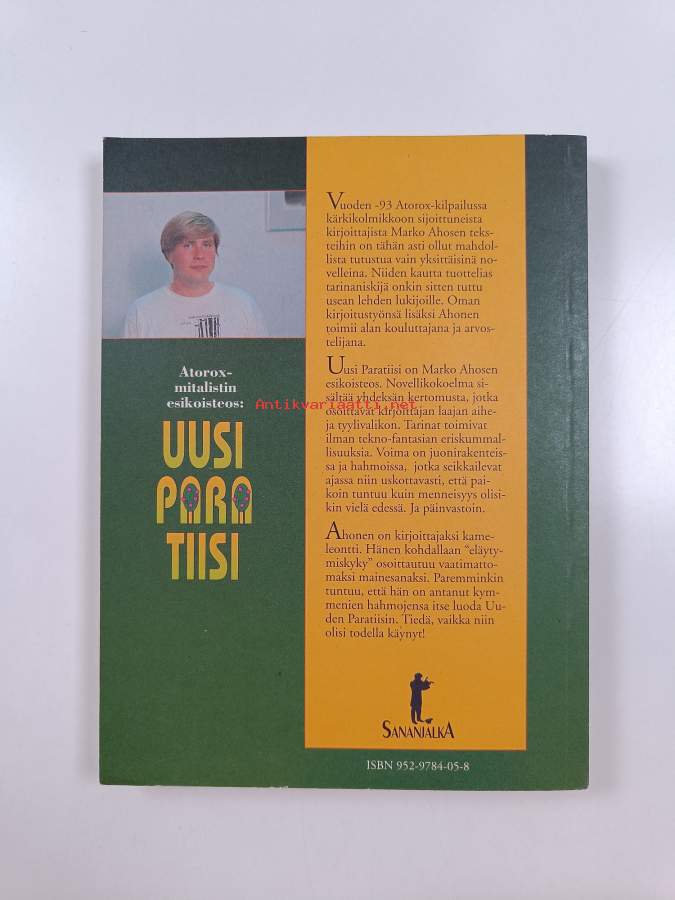 Atorox-
mitalistin
esikoisteos:
UUSI
PARA
TIISI
Vuoden -93 Atorox-kilpailussa
kärkikolmikkoon sijoittuneista
kirjoittajista Marko Ahosen teks-
teihin on tähän asti ollut mahdol-
lista tutustua vain yksittäisinä no-
velleina. Niiden kautta tuottelias
tarinaniskijä onkin sitten tuttu
usean lehden lukijoille. Oman
kirjoitustyönsä lisäksi Ahonen
toimii alan kouluttajana ja arvos-
telijana.
Uusi Paratiisi on Marko Ahosen
esikoisteos. Novellikokoelma si-
sältää yhdeksän kertomusta, jotka
osoittavat kirjoittajan laajan aihe-
ja tyylivalikon. Tarinat toimivat
ilman tekno-fantasian eriskummal-
lisuuksia. Voima on juonirakenteis-
sa ja hahmoissa, jotka seikkailevat
ajassa niin uskottavasti, että pai-
koin tuntuu kuin menneisyys olisi-
kin vielä edessä. Ja päinvastoin.
Ahonen on kirjoittajaksi kame-
leontti. Hänen kohdallaan "eläyty-
miskyky" osoittautuu vaatimatto-
maksi mainesanaksi. Paremminkin
tuntuu, että hän on antanut kym-
menien hahmojensa itse luoda Uu-
den Paratiisin. Tiedä, vaikka niin
olisi todella käynyt!
SANANJALKA
ISBN 952-9784-05-8
Antikvariaatti.net